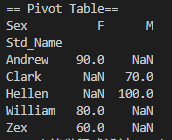 == Pivot Table==
Sex F M
Std_Name
Andrew 90.0 NaN
Clark NaN 70.0
Hellen NaN 100.0
William 80.0 NaN
Zex 60.0 NaN